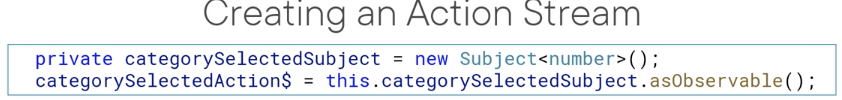 Creating an Action Stream
private categorySelectedSubject = new Subject<number>();
categorySelectedAction$ = this.categorySelectedSubject.asObservable();